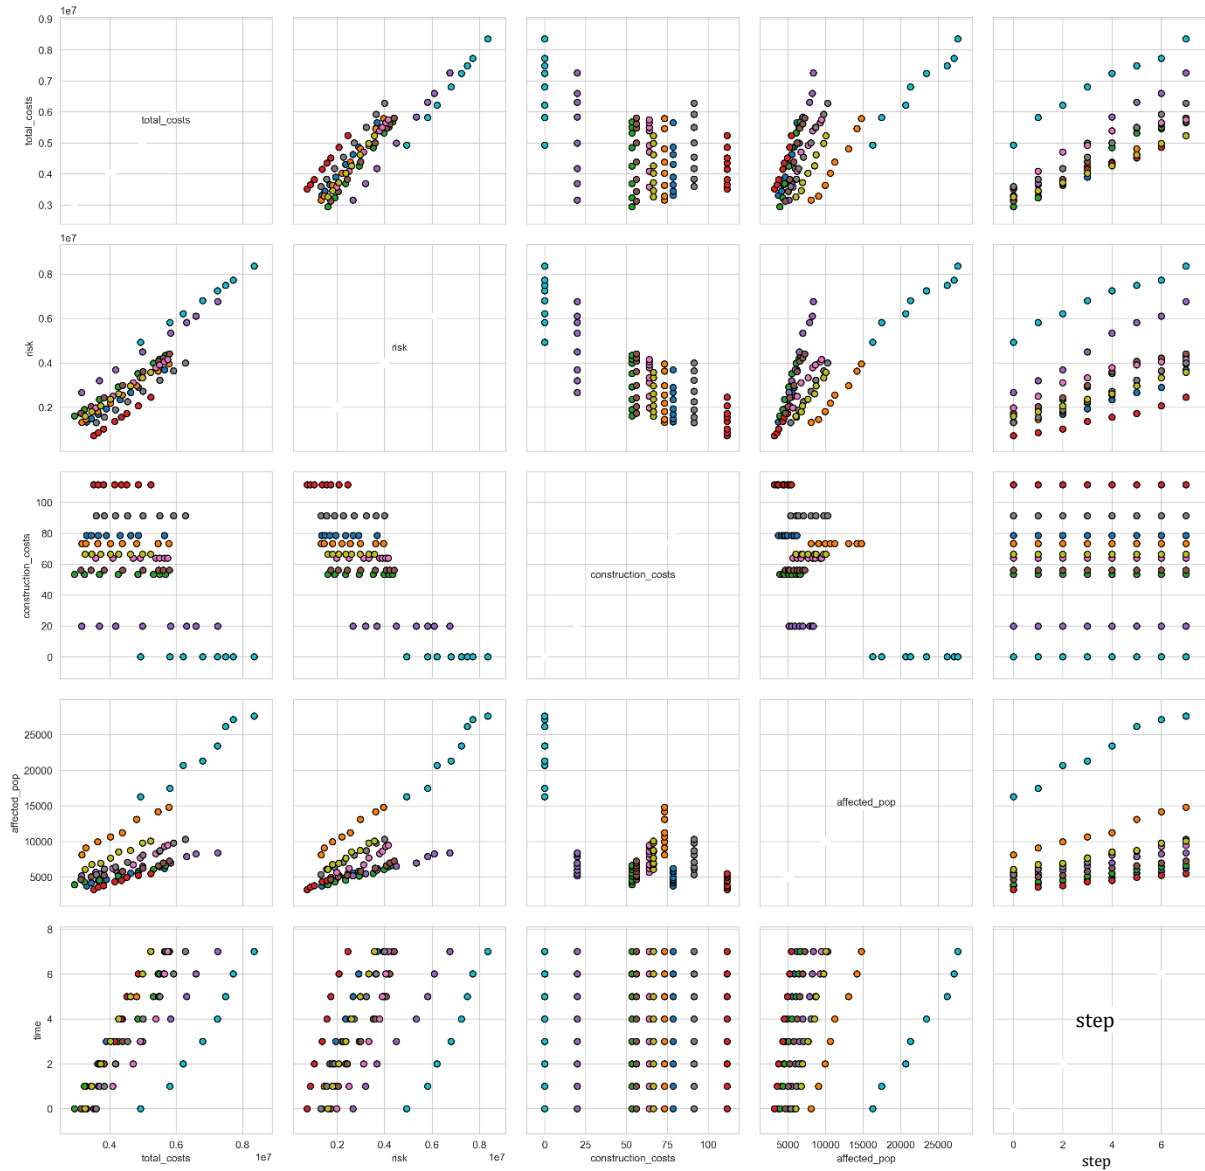 1e7
0.9
0.8
0.7
0.6
0.5
0.4
0.3
total_costs
total_costs
1e7
0.8
0.6
0.4
0.2
risk
risk
100
80
60
40
20
0
construction_costs
construction_costs
25000
20000
15000
10000
5000
affected_pop
affected_pop
8
6
4
2
0
time
step
0.4 0.6 0.2 0.4 0.6 0.8 0 25 50 75 100 5000 10000 15000 20000 25000 0 2 4 6
total_costs 1e7 risk 1e7 construction_costs affected_pop step